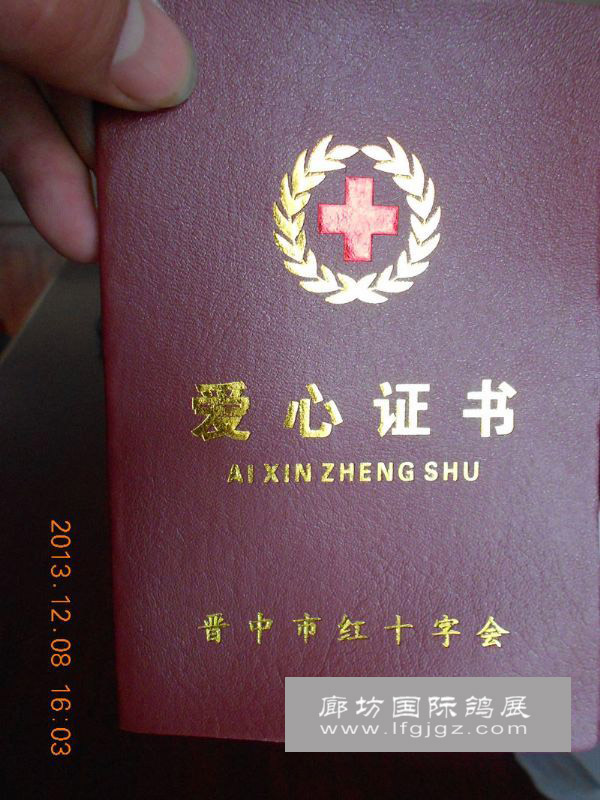 爱心证书
AI XIN ZHENG SHU
晋中市红十字会
2013.12.08 16:03
廊坊国际鸽展
www.lfgjgz.com